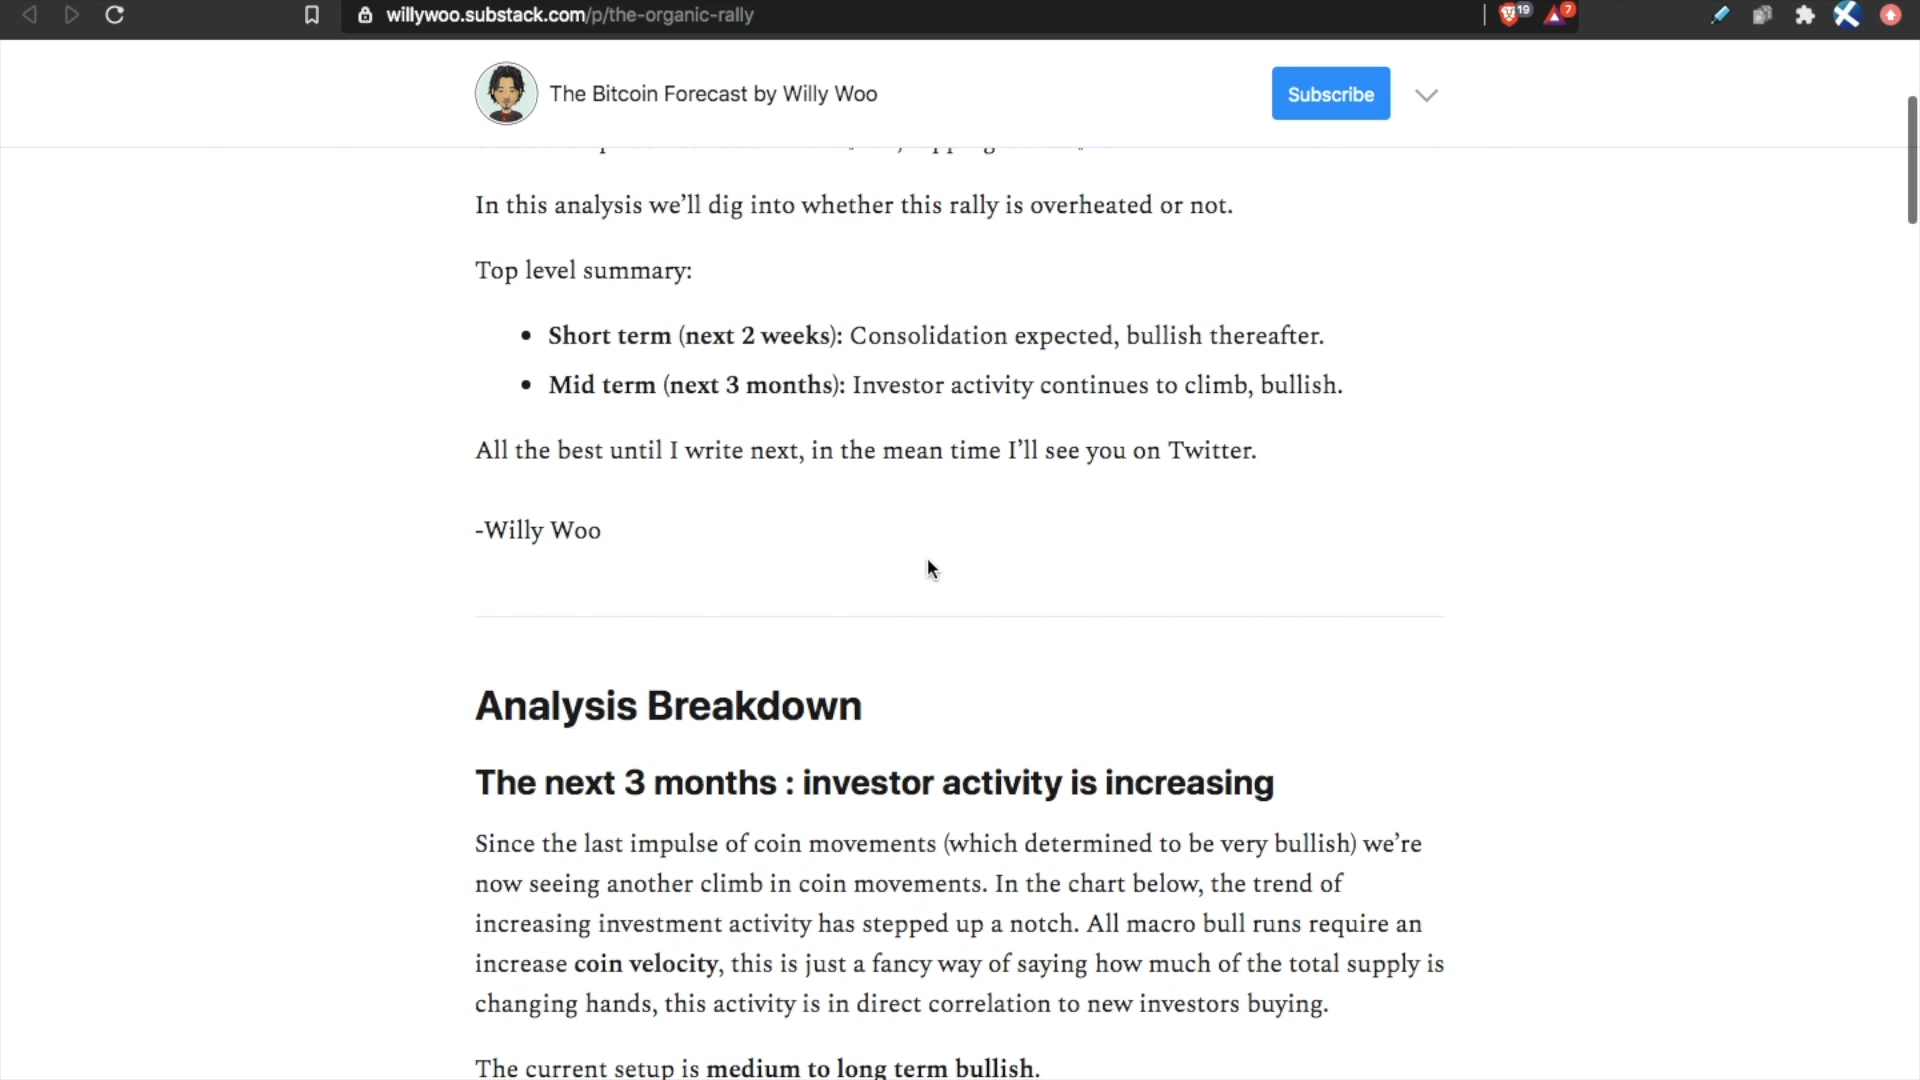 willywoo.substack.com/p/the-organic-rally
19
7
The Bitcoin Forecast by Willy Woo
Subscribe
In this analysis we’ll dig into whether this rally is overheated or not.
Top level summary:
• Short term (next 2 weeks): Consolidation expected, bullish thereafter.
• Mid term (next 3 months): Investor activity continues to climb, bullish.
All the best until I write next, in the mean time I’ll see you on Twitter.
-Willy Woo
Analysis Breakdown
The next 3 months : investor activity is increasing
Since the last impulse of coin movements (which determined to be very bullish) we’re
now seeing another climb in coin movements. In the chart below, the trend of
increasing investment activity has stepped up a notch. All macro bull runs require an
increase coin velocity, this is just a fancy way of saying how much of the total supply is
changing hands, this activity is in direct correlation to new investors buying.
The current setup is medium to long term bullish.